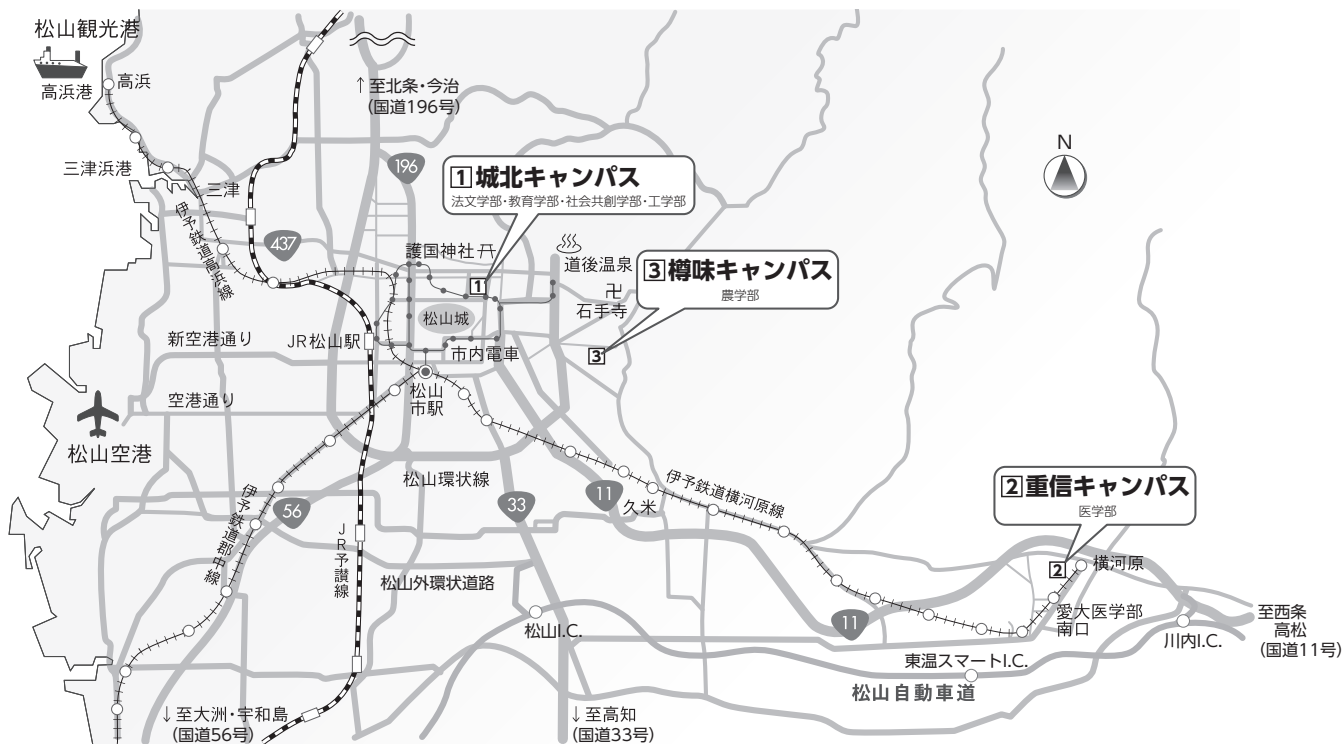 松山観光港
高浜
高浜港
三津浜港
三津
伊予鉄道高浜線
↑至北条・今治
(国道196号)
196
437
N
1 城北キャンパス
法文学部・教育学部・社会共創学部・工学部
護国神社
道後温泉
3 樽味キャンパス
農学部
1
石手寺
松山城
3
新空港通り
JR松山駅
市内電車
空港通り
松山
市駅
松山空港
松山環状線
伊予鉄道横河原線
2 重信キャンパス
医学部
伊予鉄道郡中線
56
33
11
久米
JR予讃線
松山外環状道路
2
横河原
愛大医学部
南口
11
松山I.C.
川内I.C.
至西条
高松
(国道11号)
東温スマートI.C.
松山自動車道
↓至大洲・宇和島
(国道56号)
↓至高知
(国道33号)